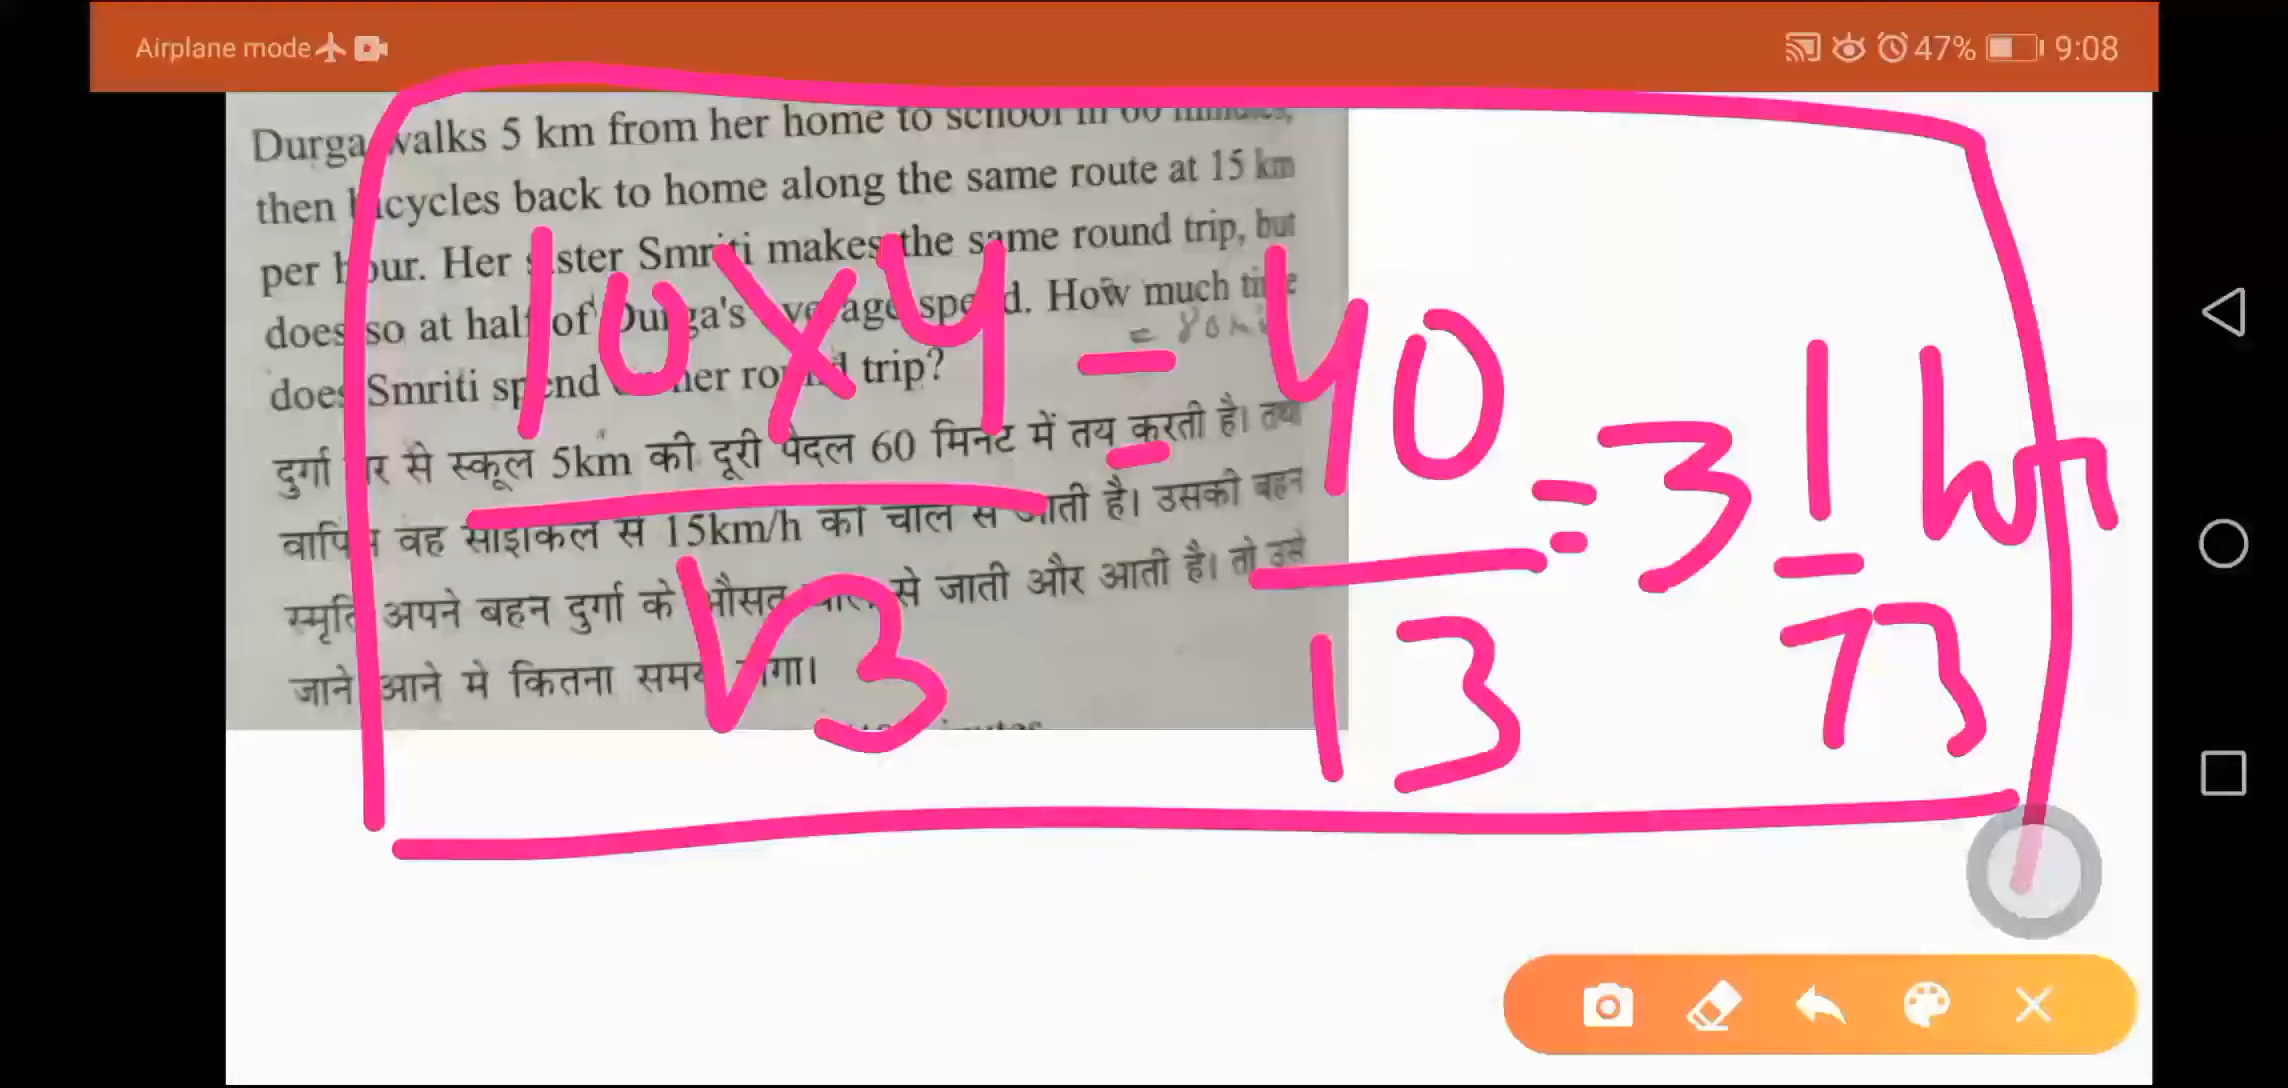 Airplane mode 47% 9:08
Durga walks 5 km from her home to school in 60 minutes,
then bicycles back to home along the same route at 15 km
per hour. Her sister Smriti makes the same round trip, but
does so at half of Durga's average speed. How much time
= 80 min
does Smriti spend her round trip?
दुर्गा घर से स्कूल 5km की दूरी पैदल 60 मिनट में तय करती है। तथा
वापिस वह साइकिल से 15km/h की चाल से आती है। उसकी बहन
स्मृति अपने बहन दुर्गा के औसत चाल से जाती और आती है। तो उसे
जाने आने मे कितना समय लगेगा।
10 x 4 = 40 = 3 1 hr
13 13 13